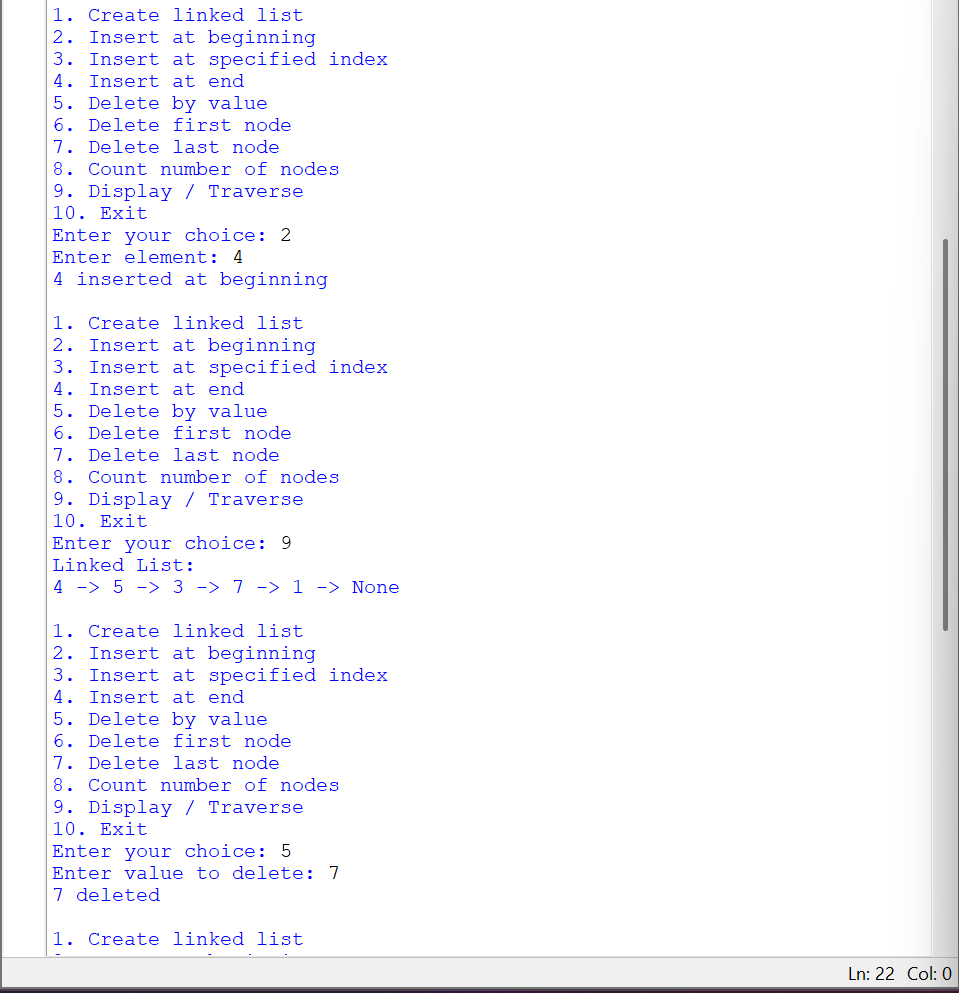 1. Create linked list
2. Insert at beginning
3. Insert at specified index
4. Insert at end
5. Delete by value
6. Delete first node
7. Delete last node
8. Count number of nodes
9. Display / Traverse
10. Exit
Enter your choice: 2
Enter element: 4
4 inserted at beginning

1. Create linked list
2. Insert at beginning
3. Insert at specified index
4. Insert at end
5. Delete by value
6. Delete first node
7. Delete last node
8. Count number of nodes
9. Display / Traverse
10. Exit
Enter your choice: 9
Linked List:
4 -> 5 -> 3 -> 7 -> 1 -> None

1. Create linked list
2. Insert at beginning
3. Insert at specified index
4. Insert at end
5. Delete by value
6. Delete first node
7. Delete last node
8. Count number of nodes
9. Display / Traverse
10. Exit
Enter your choice: 5
Enter value to delete: 7
7 deleted

1. Create linked list
Ln: 22 Col: 0